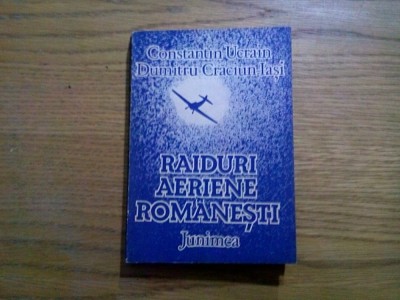 Constantin Ucrain
Dumitru Crăciun Iași
RAIDURI
AERIENE
ROMÂNEȘTI
Junimea